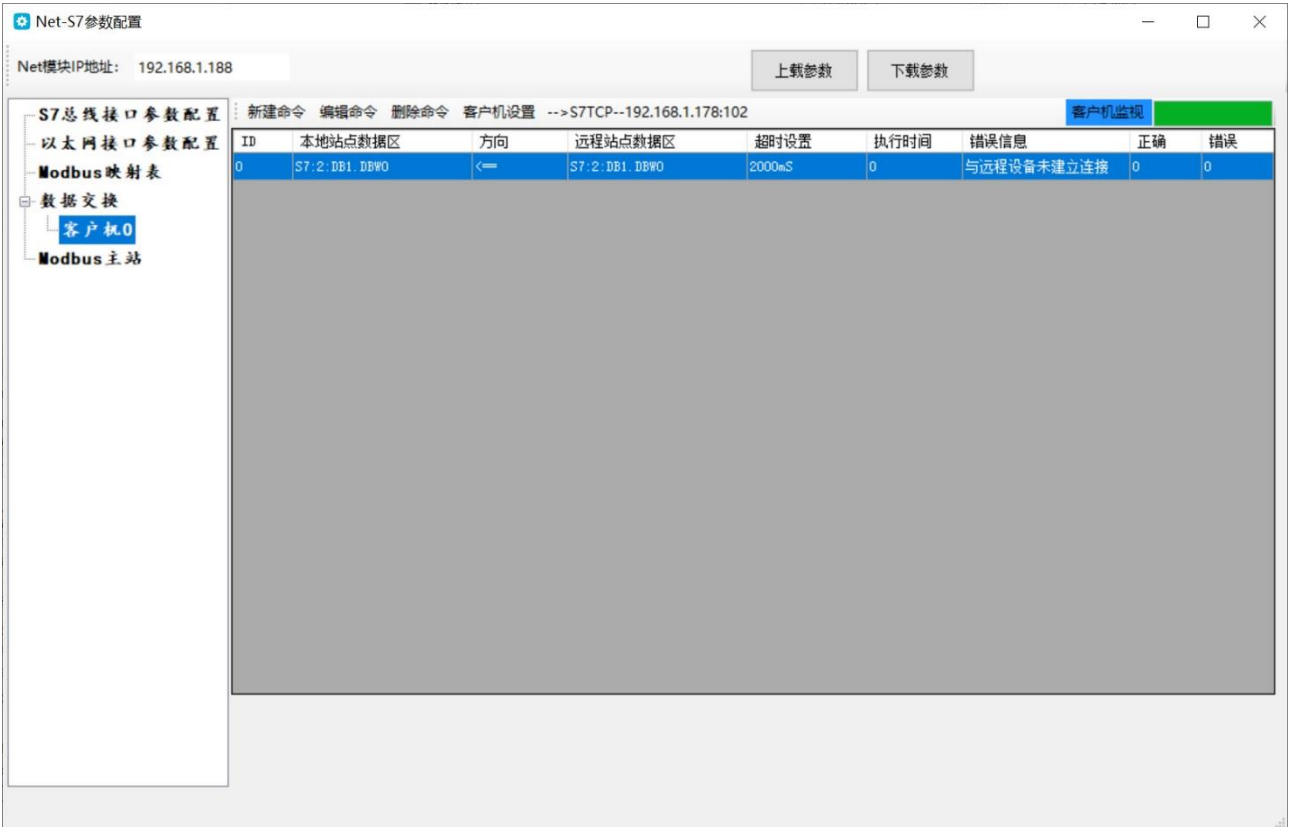 Net-S7参数配置
Net模块IP地址: 192.168.1.188 上载参数 下载参数
新建命令 编辑命令 删除命令 客户机设置 -->S7TCP--192.168.1.178:102 客户机监视
S7总线接口参数配置
以太网接口参数配置
Modbus映射表
数据交换
客户机0
Modbus主站
ID 本地站点数据区 方向 远程站点数据区 超时设置 执行时间 错误信息 正确 错误
0 S7:2:DB1.DBW0 <== S7:2:DB1.DBW0 2000mS 0 与远程设备未建立连接 0 0